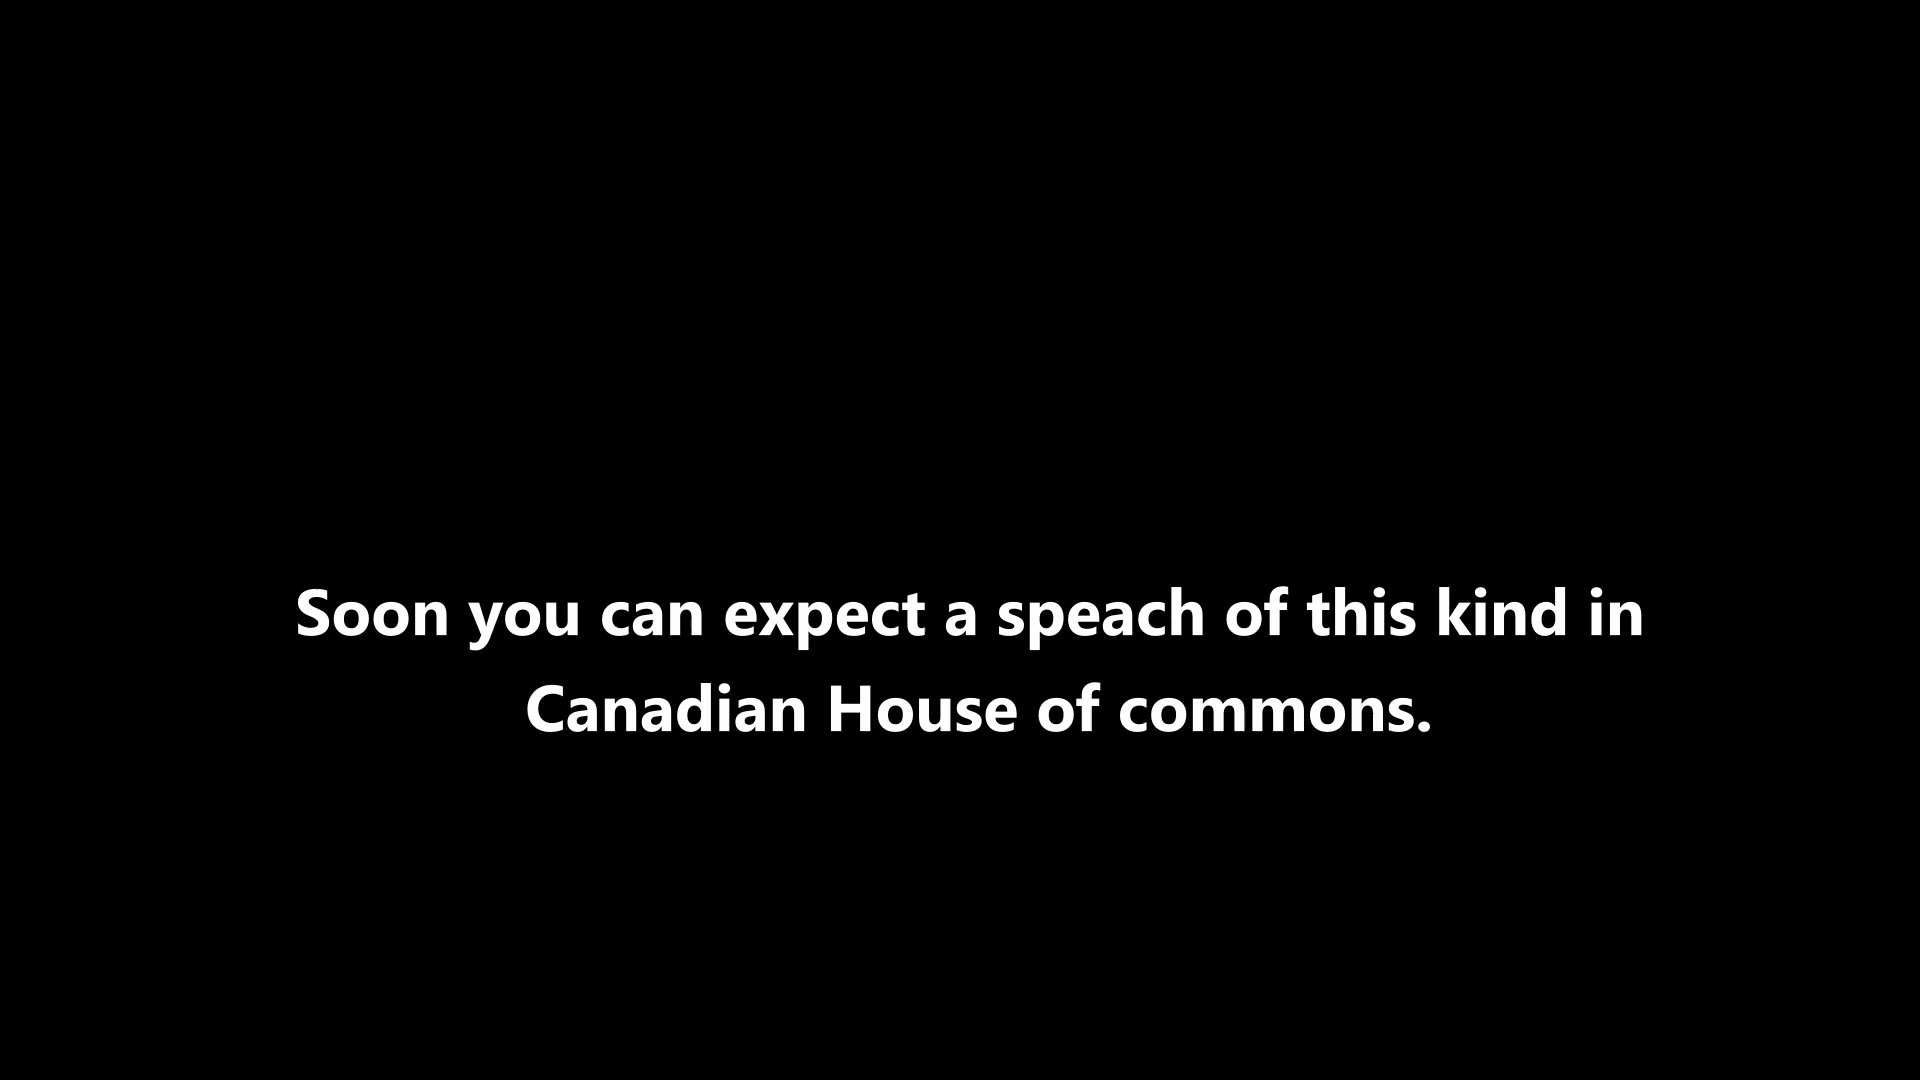 Soon you can expect a speach of this kind in
Canadian House of commons.